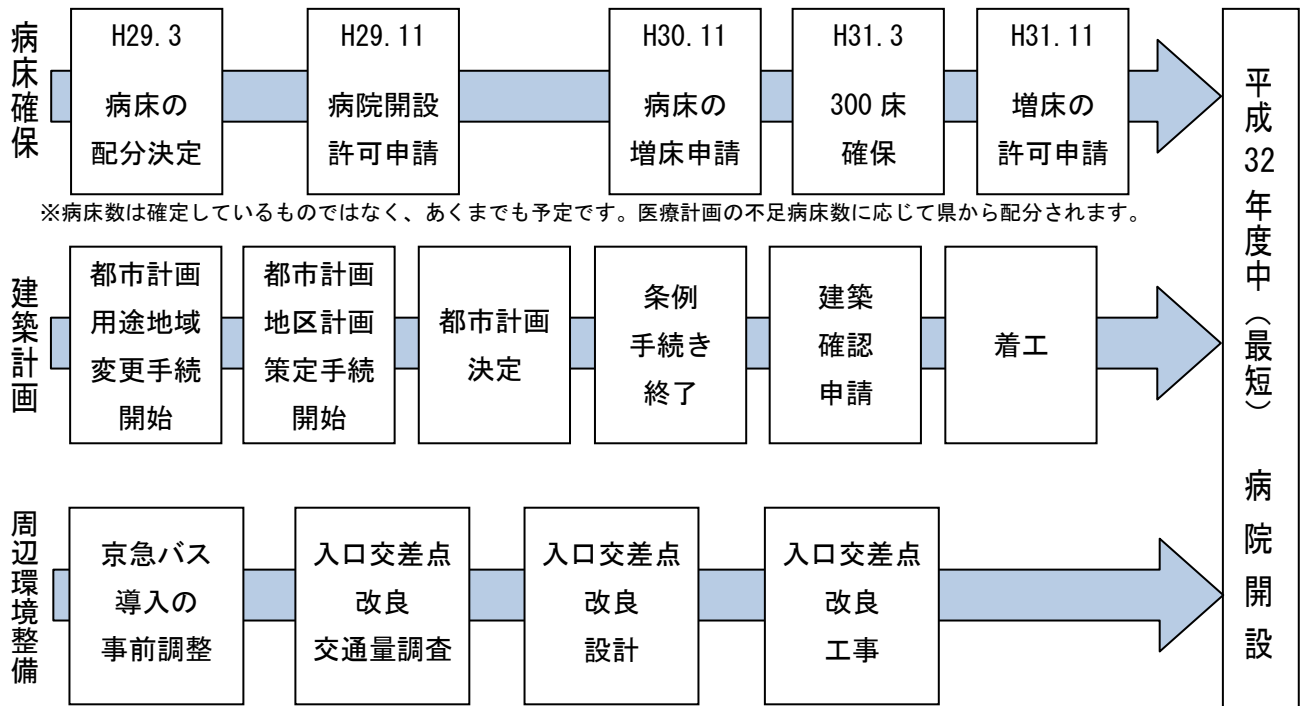 病床確保
H29.3
病床の
配分決定
H29.11
病院開設
許可申請
H30.11
病床の
増床申請
H31.3
300床
確保
H31.11
増床の
許可申請
※病床数は確定しているものではなく、あくまでも予定です。医療計画の不足病床数に応じて県から配分されます。
建築計画
都市計画
用途地域
変更手続
開始
都市計画
地区計画
策定手続
開始
都市計画
決定
条例
手続き
終了
建築
確認
申請
着工
周辺環境整備
京急バス
導入の
事前調整
入口交差点
改良
交通量調査
入口交差点
改良
設計
入口交差点
改良
工事
平成32年度中(最短) 病院開設